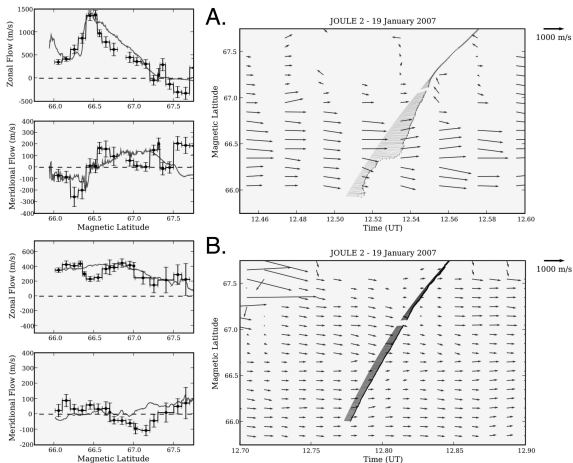 A.
JOULE 2 - 19 January 2007
1000 m/s
Zonal Flow (m/s)
1500
1000
500
0
500
66.0 66.5 67.0 67.5
Meridional Flow (m/s)
400
300
200
100
0
-100
-200
-300
-400
66.0 66.5 67.0 67.5
Magnetic Latitude
Magnetic Latitude
67.5
67.0
66.5
66.0
12.46 12.48 12.50 12.52 12.54 12.56 12.58 12.60
Time (UT)
B.
JOULE 2 - 19 January 2007
1000 m/s
Zonal Flow (m/s)
800
600
400
200
0
-200
-400
66.0 66.5 67.0 67.5
Meridional Flow (m/s)
400
300
200
100
0
-100
-200
-300
-400
66.0 66.5 67.0 67.5
Magnetic Latitude
Magnetic Latitude
67.5
67.0
66.5
66.0
12.70 12.75 12.80 12.85 12.90
Time (UT)